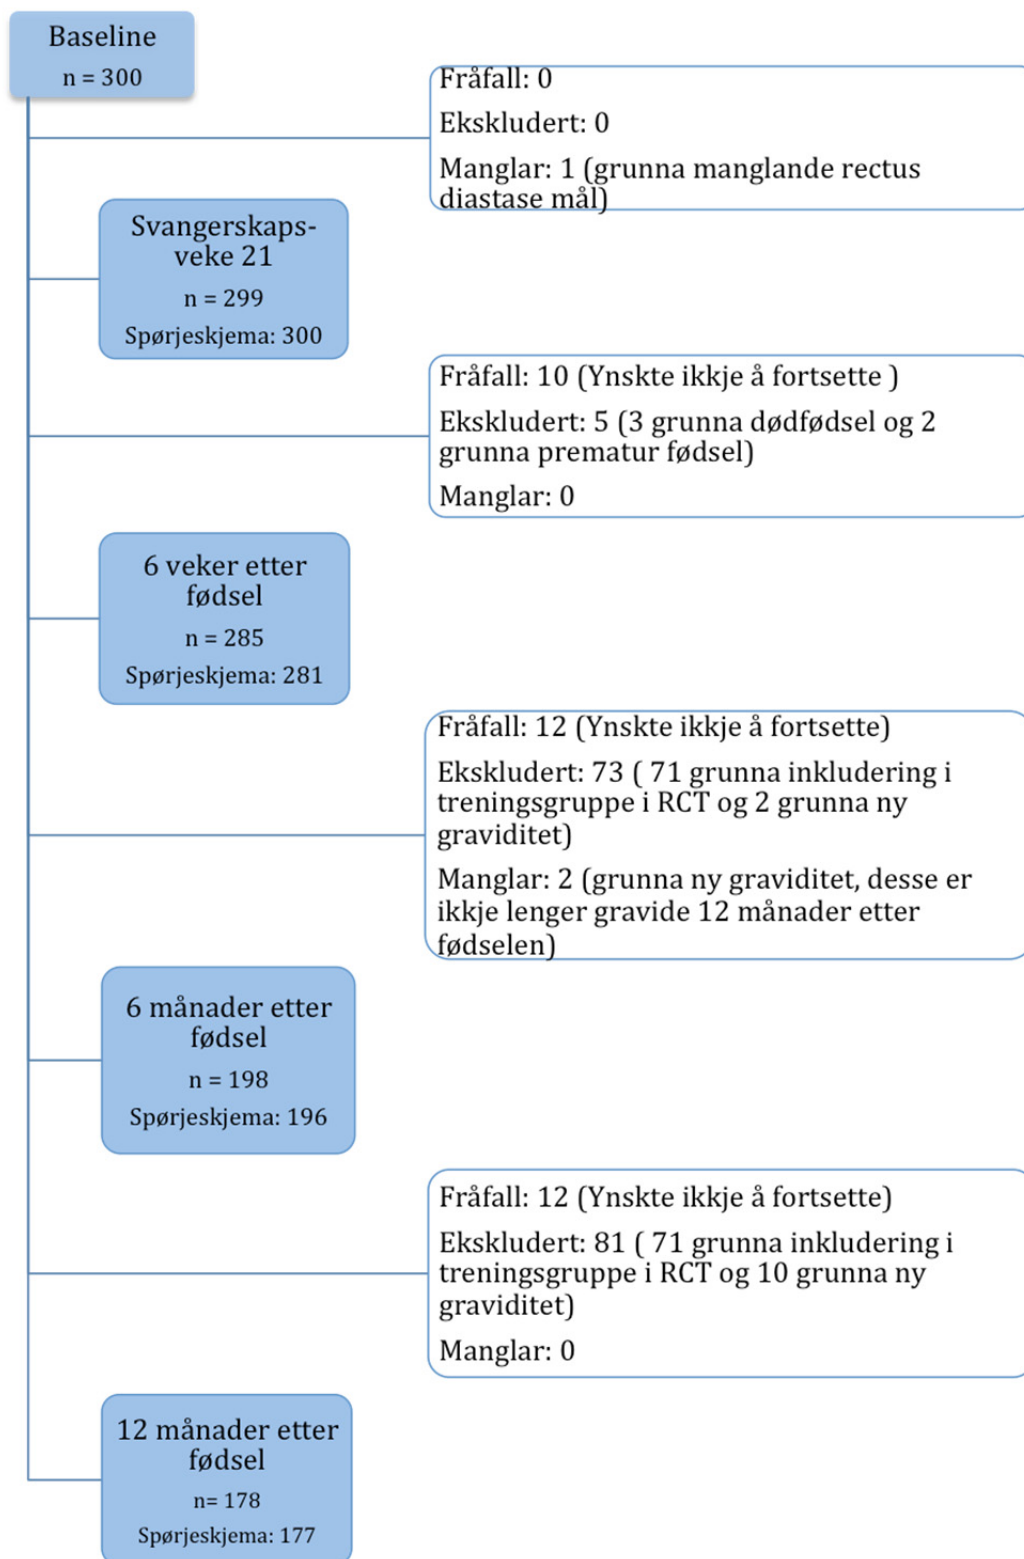 Baseline
n = 300
Fråfall: 0
Ekskludert: 0
Manglar: 1 (grunna manglande rectus
diastase mål)
Svangerskaps-
veke 21
n = 299
Spørjeskjema: 300
Fråfall: 10 (Ynskte ikkje å fortsette )
Ekskludert: 5 (3 grunna dødfødsel og 2
grunna prematur fødsel)
Manglar: 0
6 veker etter
fødsel
n = 285
Spørjeskjema: 281
Fråfall: 12 (Ynskte ikkje å fortsette)
Ekskludert: 73 ( 71 grunna inkludering i
treningsgruppe i RCT og 2 grunna ny
graviditet)
Manglar: 2 (grunna ny graviditet, desse er
ikkje lenger gravide 12 månader etter
fødselen)
6 månader etter
fødsel
n = 198
Spørjeskjema: 196
Fråfall: 12 (Ynskte ikkje å fortsette)
Ekskludert: 81 ( 71 grunna inkludering i
treningsgruppe i RCT og 10 grunna ny
graviditet)
Manglar: 0
12 månader etter
fødsel
n= 178
Spørjeskjema: 177